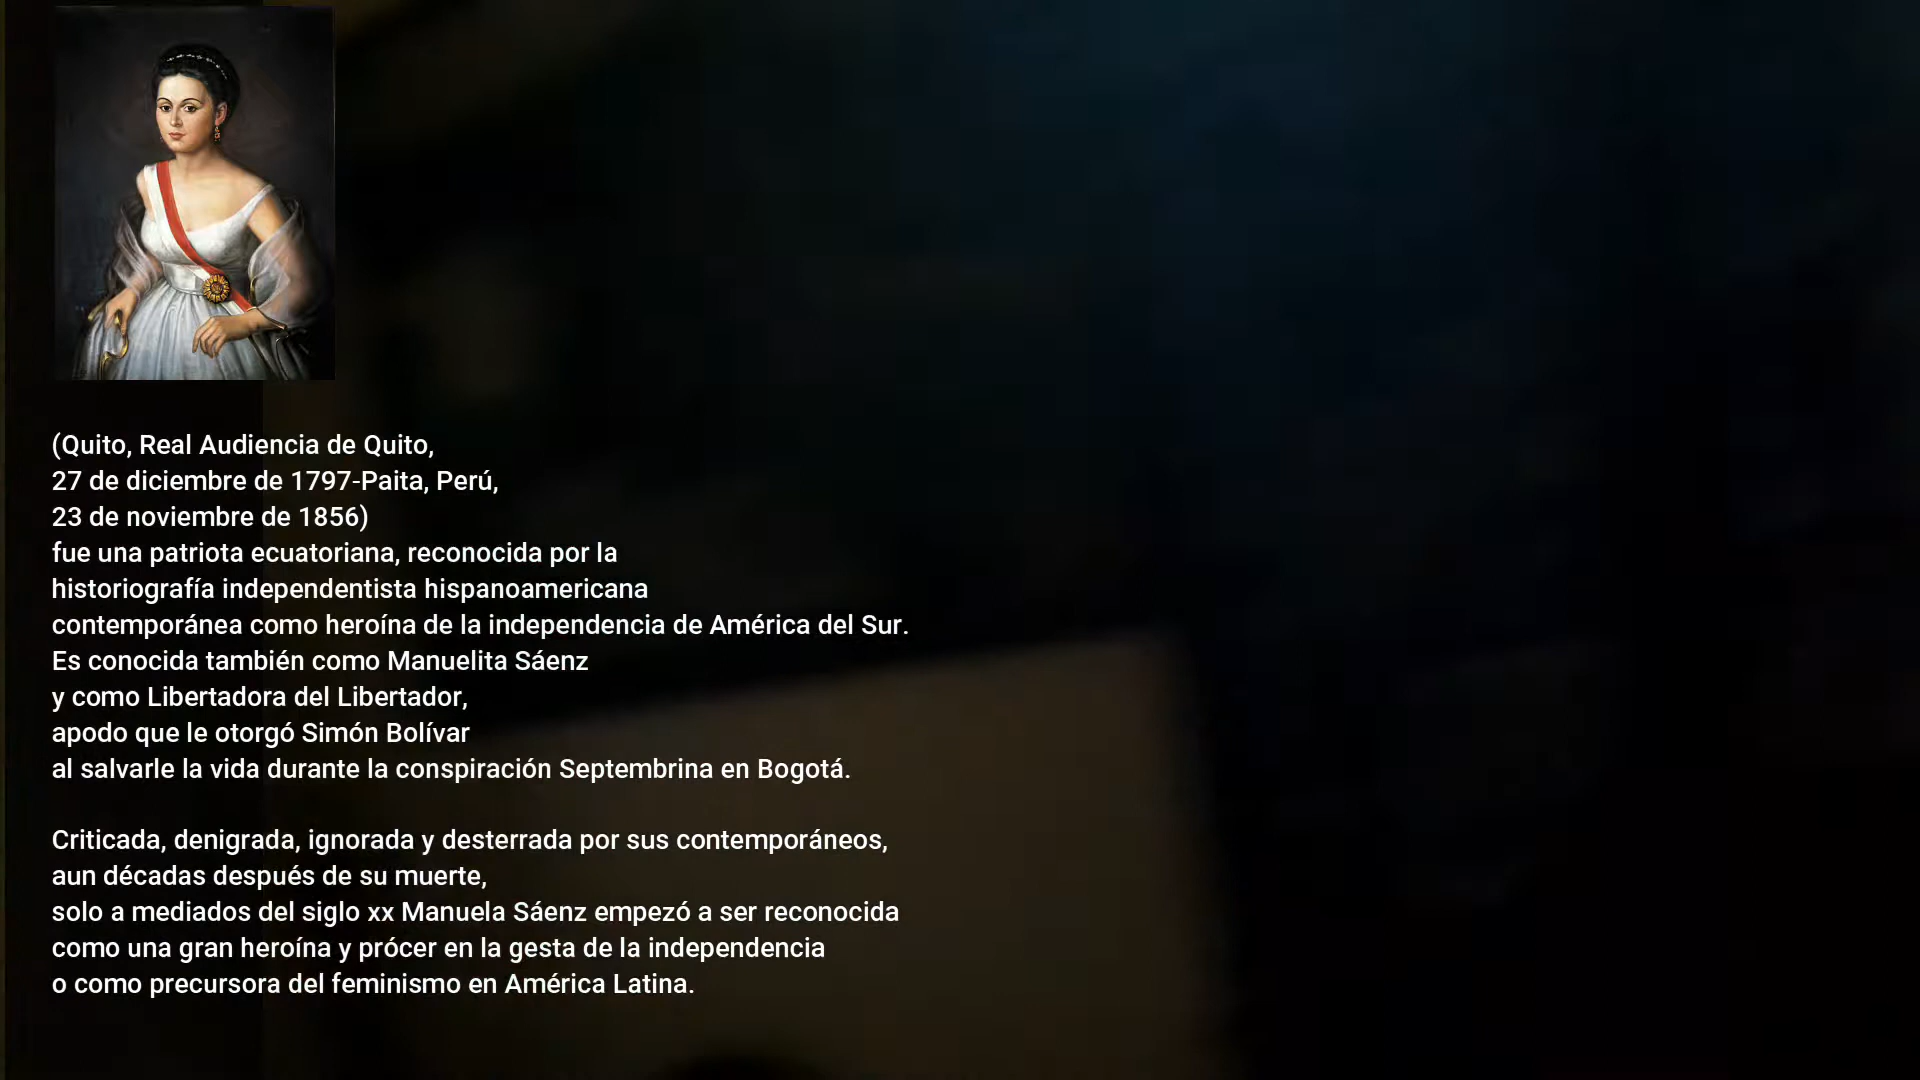 (Quito, Real Audiencia de Quito,
27 de diciembre de 1797-Paita, Perú,
23 de noviembre de 1856)
fue una patriota ecuatoriana, reconocida por la
historiografía independentista hispanoamericana
contemporánea como heroína de la independencia de América del Sur.
Es conocida también como Manuelita Sáenz
y como Libertadora del Libertador,
apodo que le otorgó Simón Bolívar
al salvarle la vida durante la conspiración Septembrina en Bogotá.
Criticada, denigrada, ignorada y desterrada por sus contemporáneos,
aun décadas después de su muerte,
solo a mediados del siglo xx Manuela Sáenz empezó a ser reconocida
como una gran heroína y prócer en la gesta de la independencia
o como precursora del feminismo en América Latina.